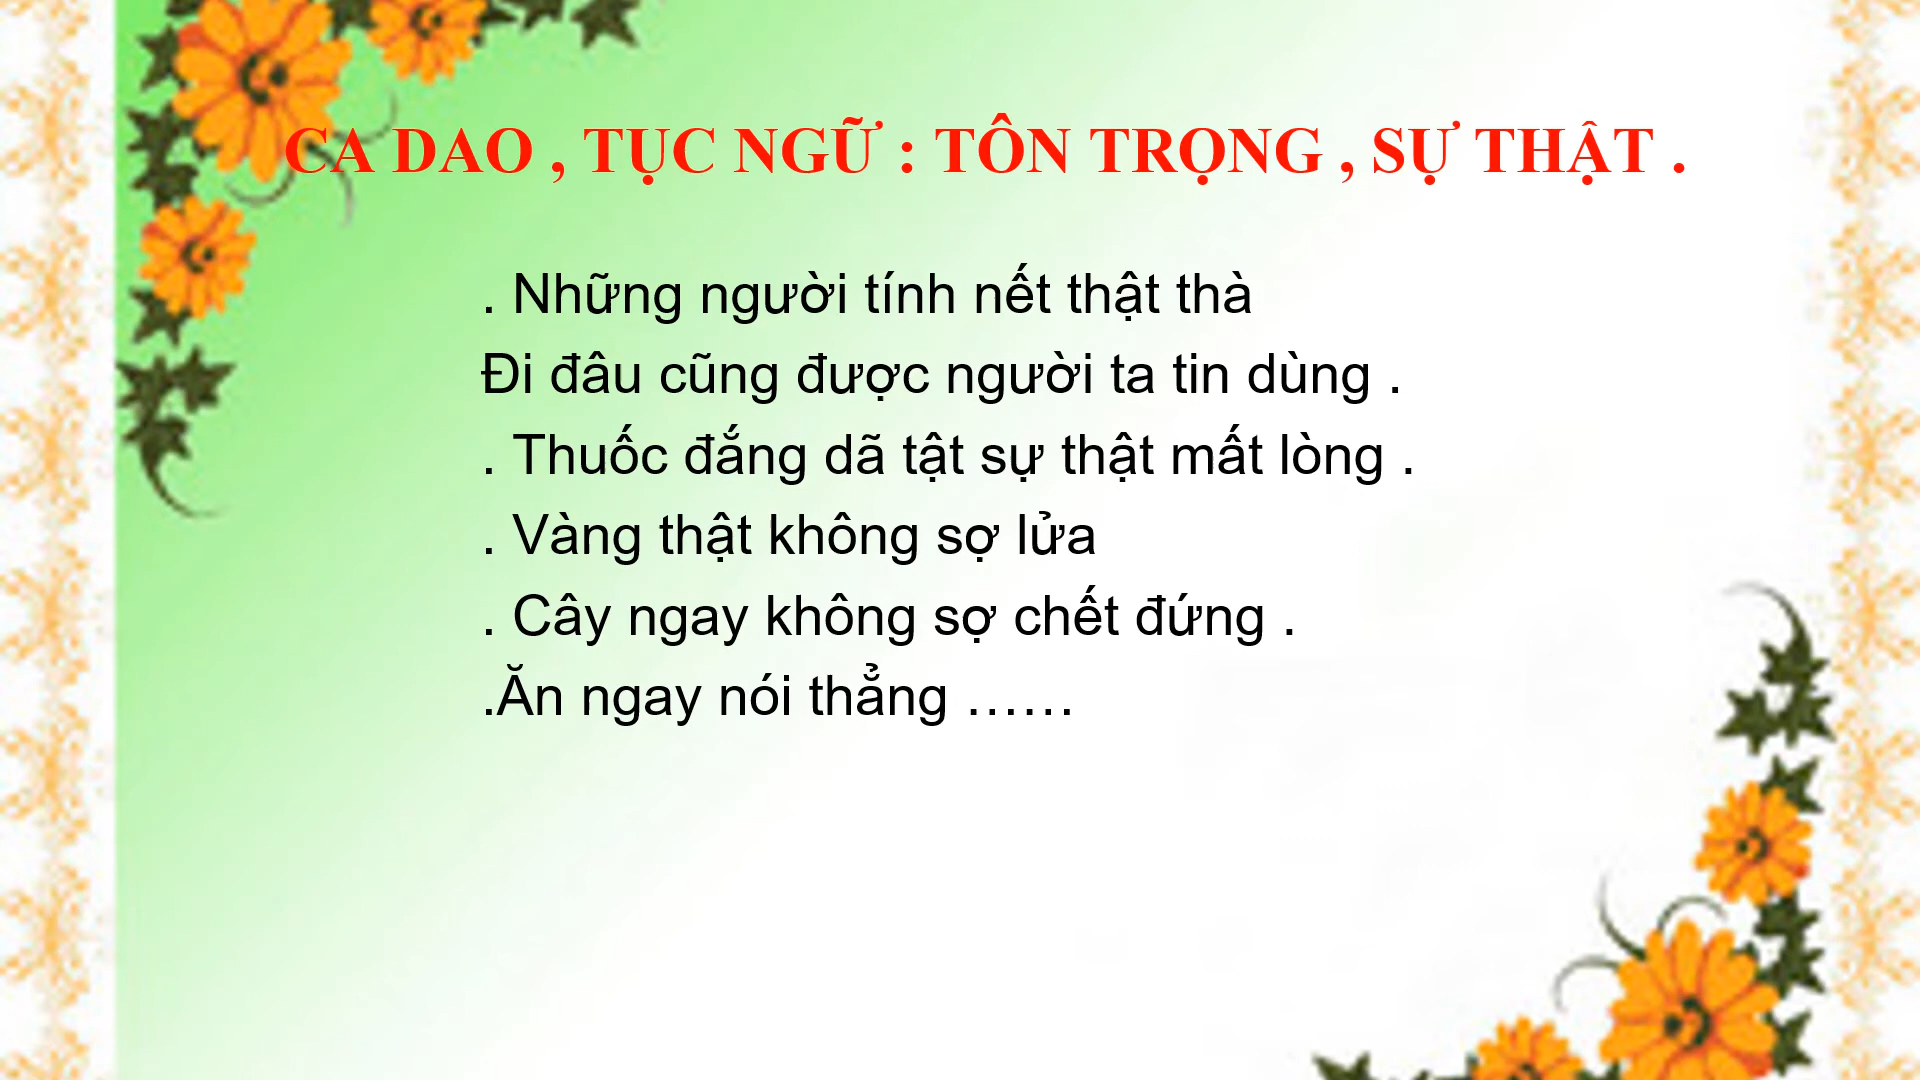 CA DAO , TỤC NGỮ : TÔN TRỌNG , SỰ THẬT .
. Những người tính nết thật thà
Đi đâu cũng được người ta tin dùng .
. Thuốc đắng dã tật sự thật mất lòng .
. Vàng thật không sợ lửa
. Cây ngay không sợ chết đứng .
.Ăn ngay nói thẳng ……